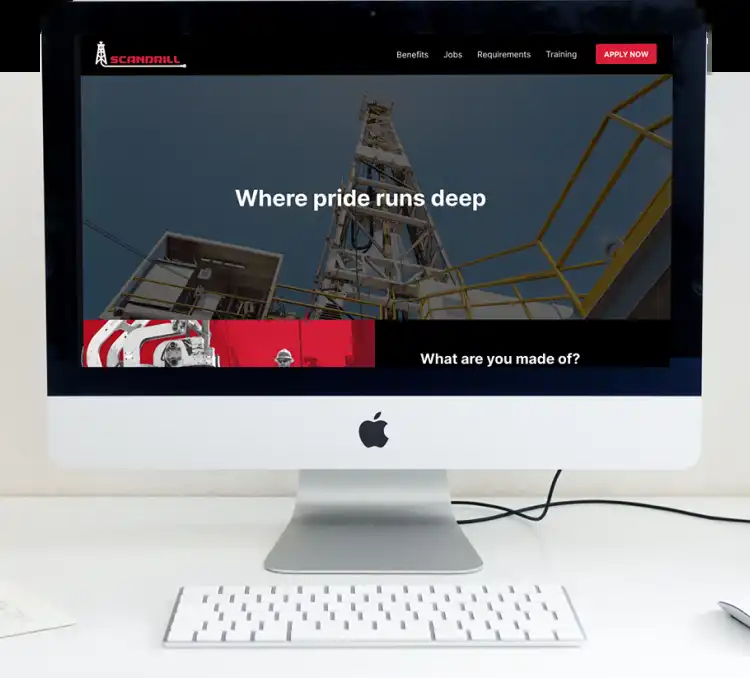 SCANDRILL
Benefits
Jobs
Requirements
Training
APPLY NOW
Where pride runs deep
What are you made of?